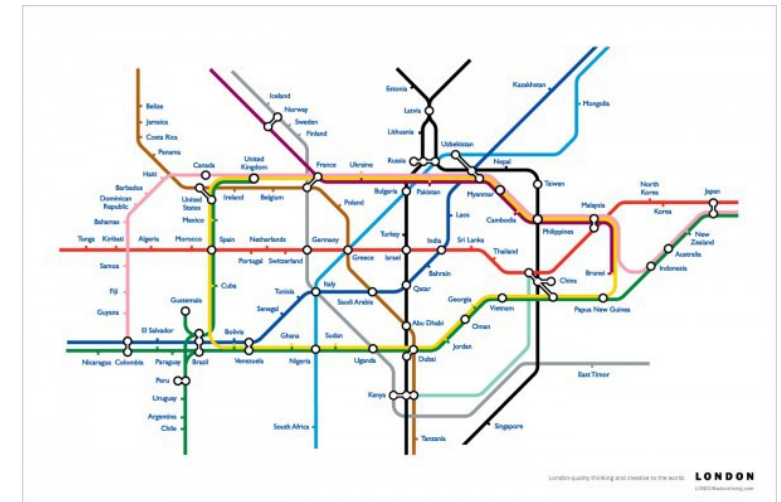 Iceland
Norway
Sweden
Finland
Estonia
Latvia
Lithuania
Russia
Kazakhstan
Mongolia
Uzbekistan
Nepal
Belize
Jamaica
Costa Rica
Panama
Haiti
Canada
United
Kingdom
France
Ukraine
Taiwan
Barbados
Dominican
Republic
Bahamas
United
States
Mexico
Ireland
Belgium
Bulgaria
Pakistan
Myanmar
Cambodia
Philippines
Malaysia
North
Korea
Korea
Japan
Poland
Turkey
Laos
Tonga
Kiribati
Algeria
Morocco
Spain
Netherlands
Portugal
Switzerland
Germany
Greece
Israel
India
Sri Lanka
Thailand
New
Zealand
Australia
Indonesia
Samoa
Fiji
Guyana
Cuba
Guatemala
Tunisia
Senegal
Italy
Saudi Arabia
Qatar
Bahrain
China
Brunei
Georgia
Vietnam
Papua New Guinea
El Salvador
Bolivia
Ghana
Sudan
Abu Dhabi
Oman
Jordan
Nicaragua
Colombia
Paraguay
Brazil
Venezuela
Nigeria
Uganda
Dubai
East Timor
Peru
Uruguay
Argentina
Chile
South Africa
Kenya
Tanzania
Singapore
London-quality thinking and creative to the world.
LONDON
LONDONadvertising.com